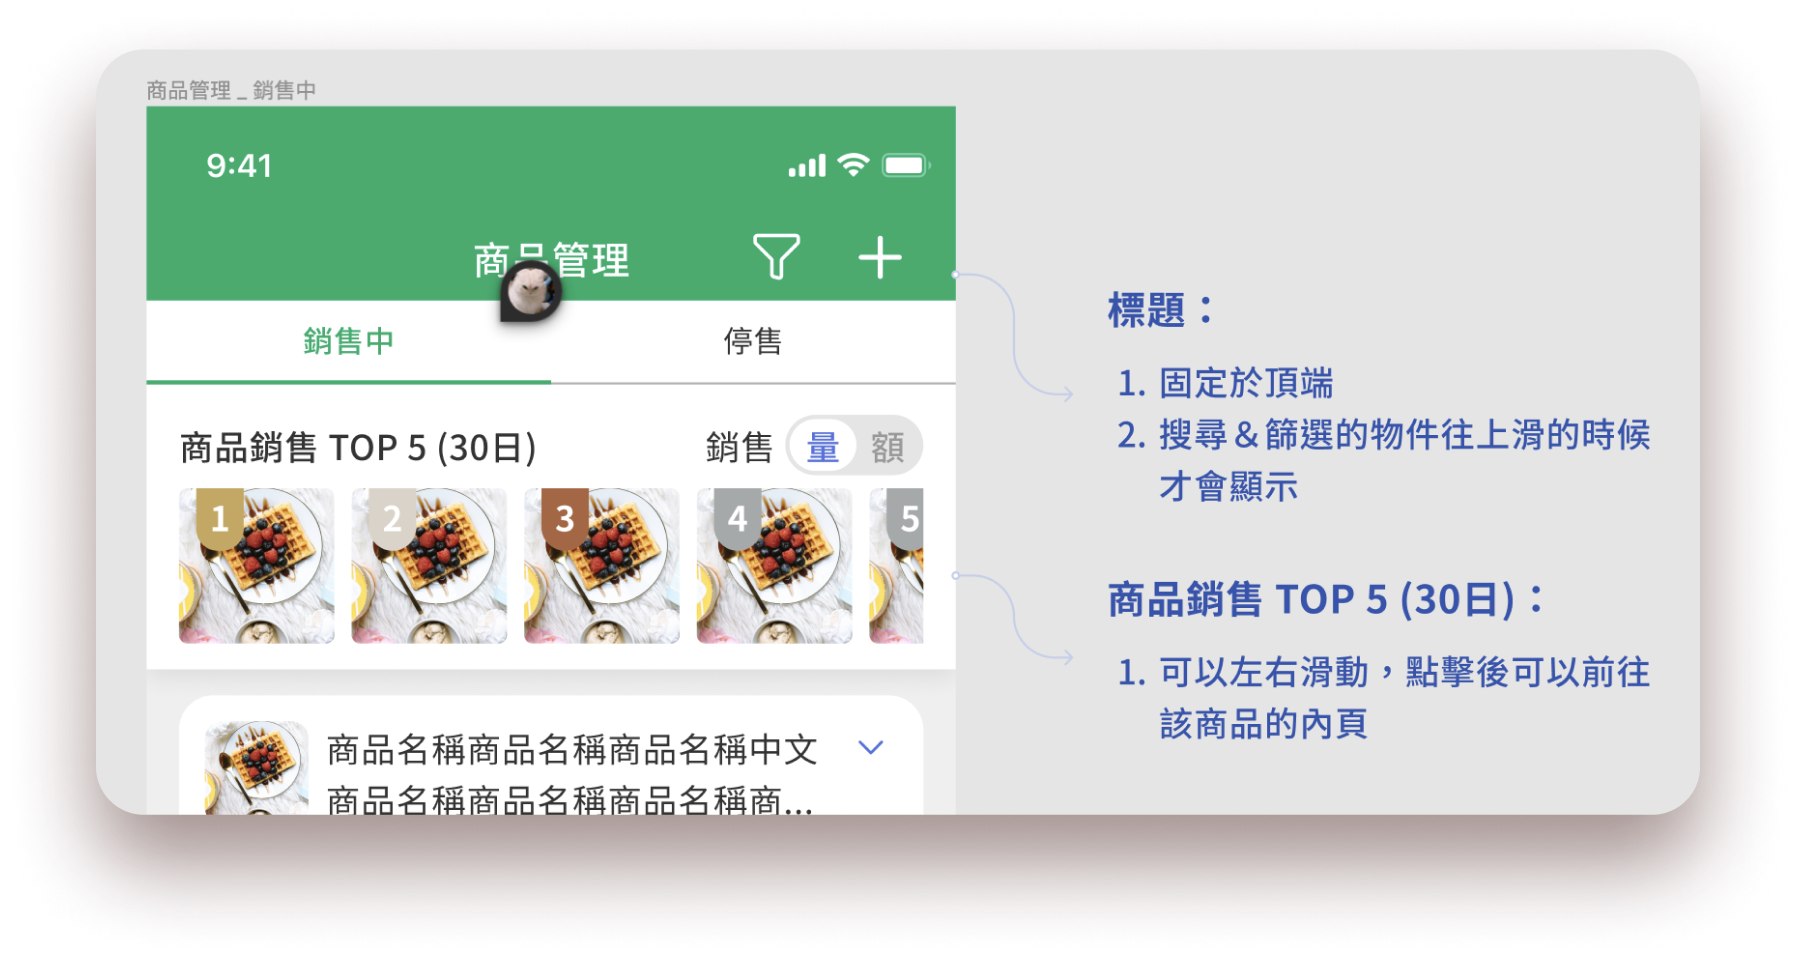 商品管理 _ 銷售中
9:41
商品管理
銷售中
停售
商品銷售 TOP 5 (30日)
銷售 量 額
1
2
3
4
5
商品名稱商品名稱商品名稱中文
商品名稱商品名稱商品名稱商...
標題：
1. 固定於頂端
2. 搜尋＆篩選的物件往上滑的時候
才會顯示
商品銷售 TOP 5 (30日)：
1. 可以左右滑動，點擊後可以前往
該商品的內頁